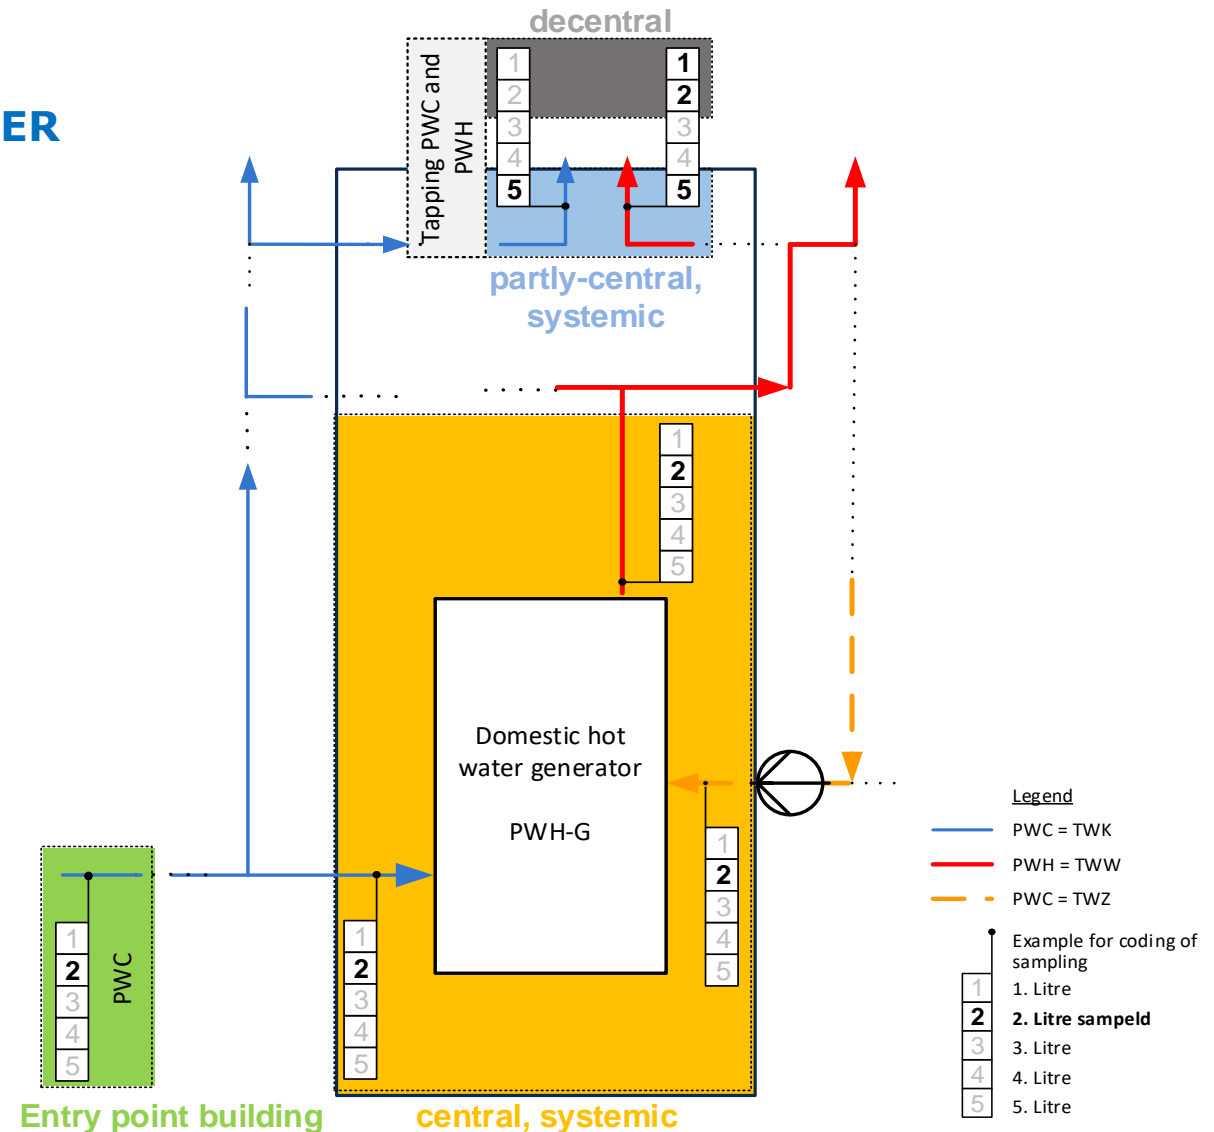 decentral
ER
Tapping PWC and
PWH
1
2
3
4
5
1
2
3
4
5
partly-central,
systemic
1
2
3
4
5
Domestic hot
water generator
PWH-G
1
2
3
4
5
1
2
3
4
5
PWC
1
2
3
4
5
Entry point building
central, systemic
Legend
PWC = TWK
PWH = TWW
PWC = TWZ
Example for coding of
sampling
1 1. Litre
2 2. Litre sampeld
3 3. Litre
4 4. Litre
5 5. Litre